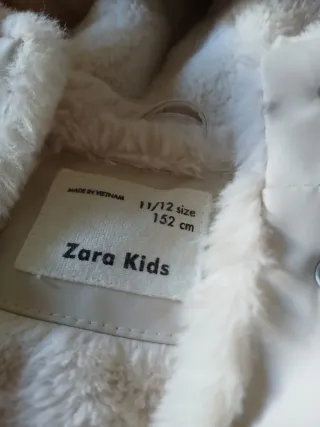 MADE IN VIETNAM
11/12 size
152 cm
Zara Kids